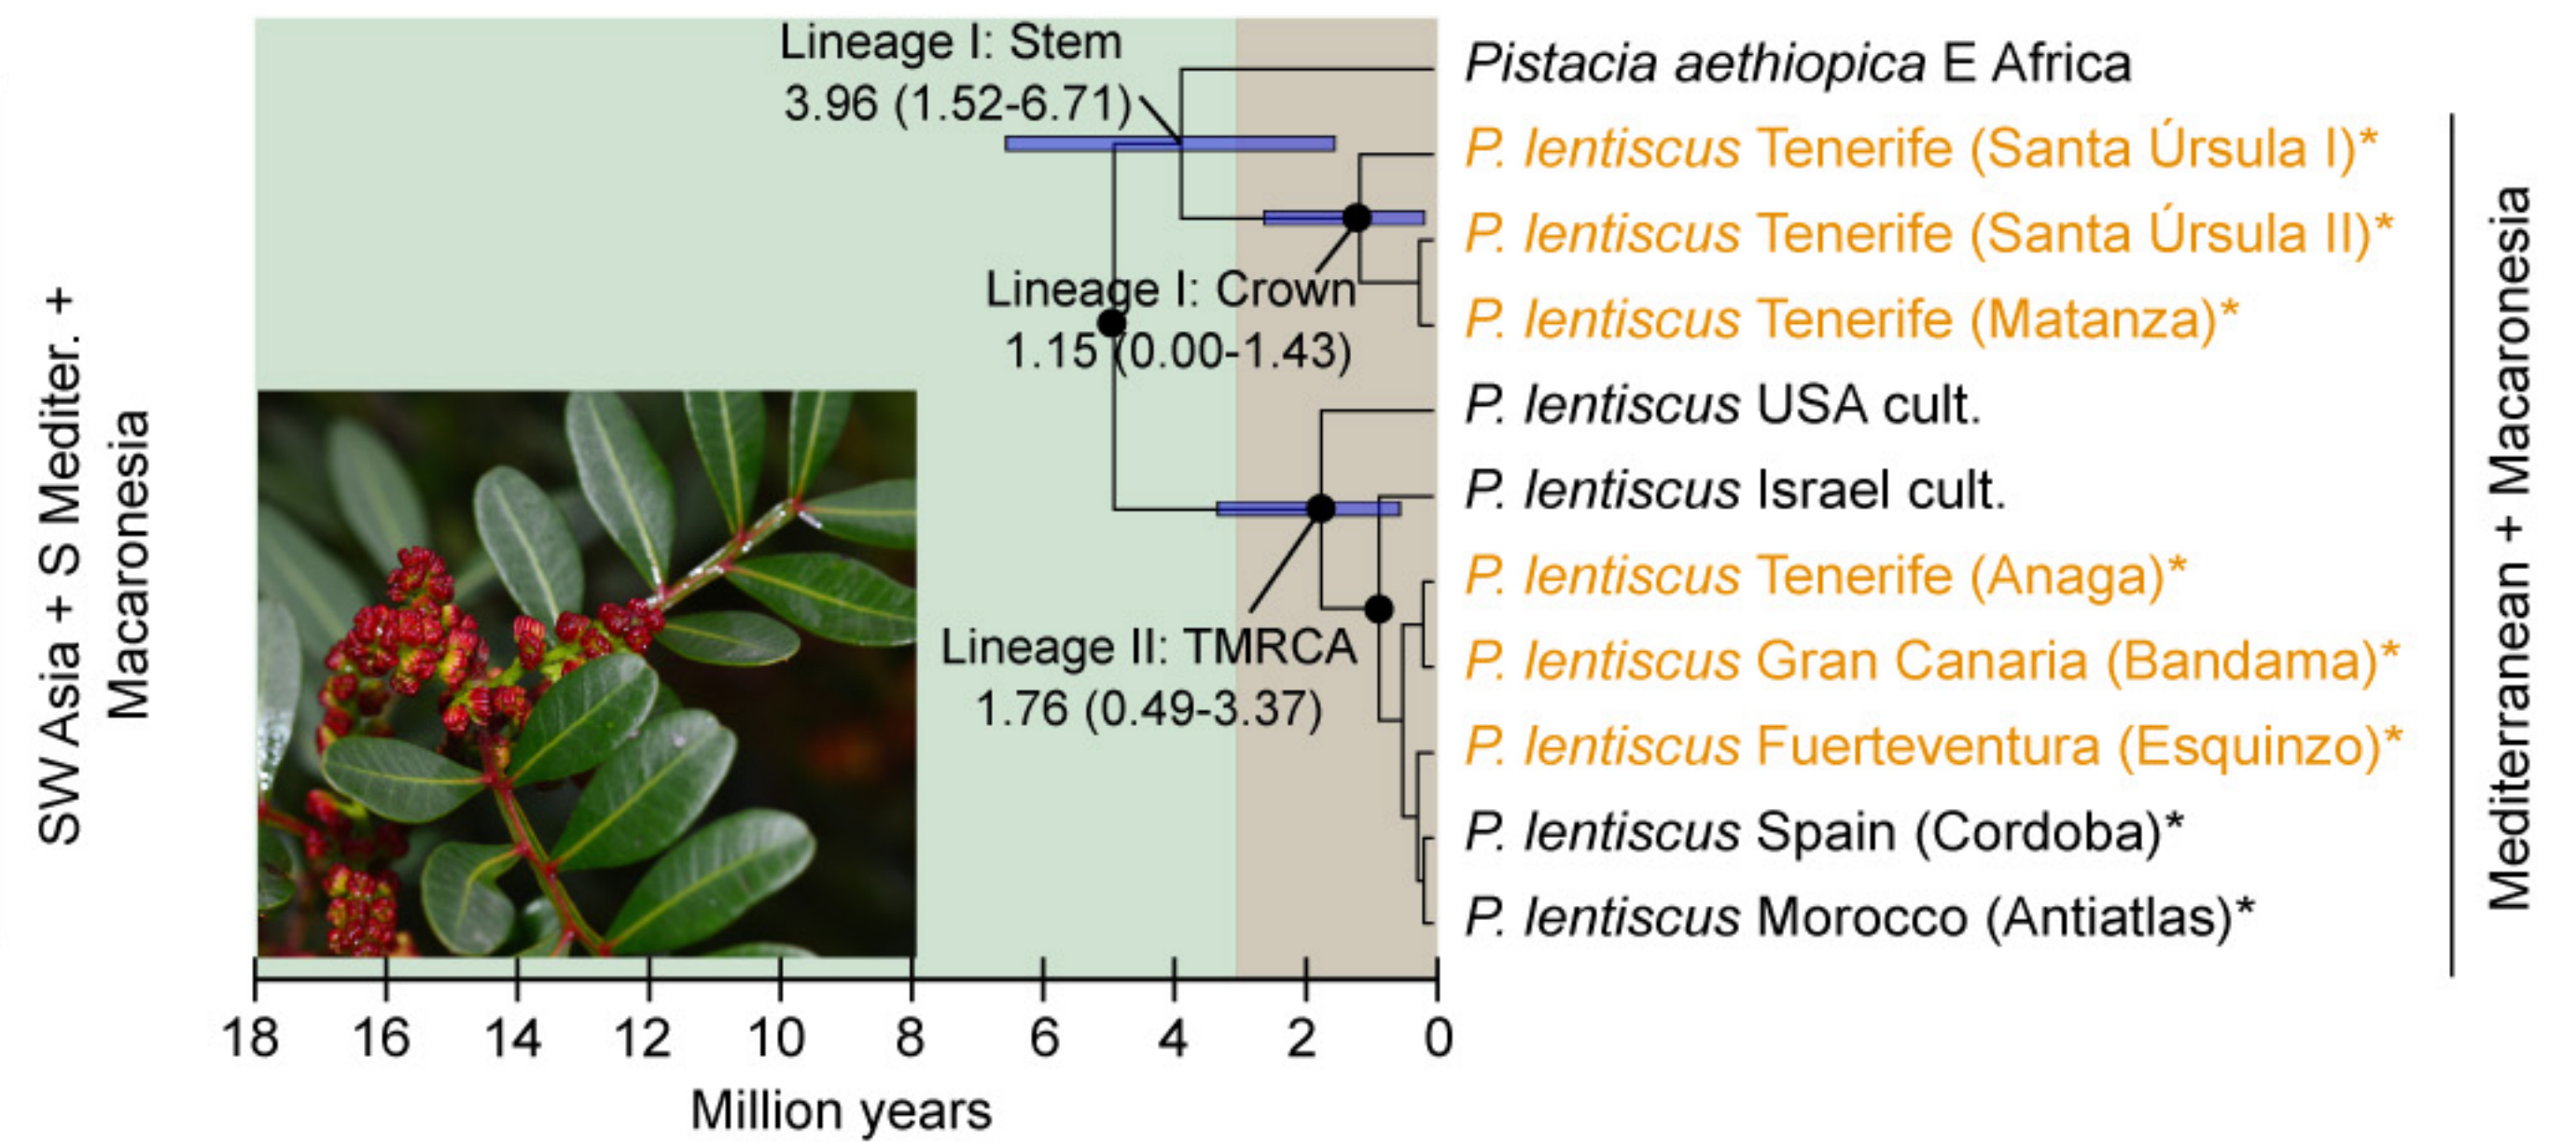 Lineage I: Stem
3.96 (1.52-6.71)
Lineage I: Crown
1.15 (0.00-1.43)
Lineage II: TMRCA
1.76 (0.49-3.37)
Pistacia aethiopica E Africa
P. lentiscus Tenerife (Santa Úrsula I)*
P. lentiscus Tenerife (Santa Úrsula II)*
P. lentiscus Tenerife (Matanza)*
P. lentiscus USA cult.
P. lentiscus Israel cult.
P. lentiscus Tenerife (Anaga)*
P. lentiscus Gran Canaria (Bandama)*
P. lentiscus Fuerteventura (Esquinzo)*
P. lentiscus Spain (Cordoba)*
P. lentiscus Morocco (Antiatlas)*
SW Asia + S Mediter. +
Macaronesia
Mediterranean + Macaronesia
18 16 14 12 10 8 6 4 2 0
Million years